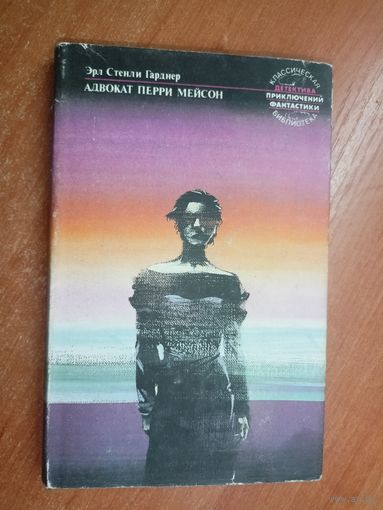 Эрл Стенли Гарднер
АДВОКАТ ПЕРРИ МЕЙСОН
КЛАССИЧЕСКАЯ
ДЕТЕКТИВА
ПРИКЛЮЧЕНИЙ
ФАНТАСТИКИ
БИБЛИОТЕКА